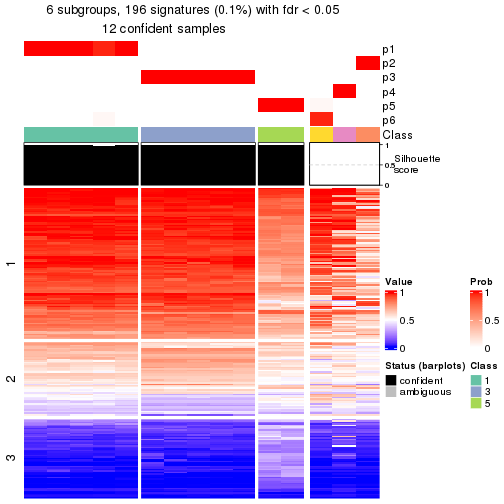 6 subgroups, 196 signatures (0.1%) with fdr < 0.05
12 confident samples
p1
p2
p3
p4
p5
p6
Class
1
0.5
0
Silhouette
score
1
2
3
Value
1
0.5
0
Prob
1
0.5
0
Status (barplots)
confident
ambiguous
Class
1
3
5